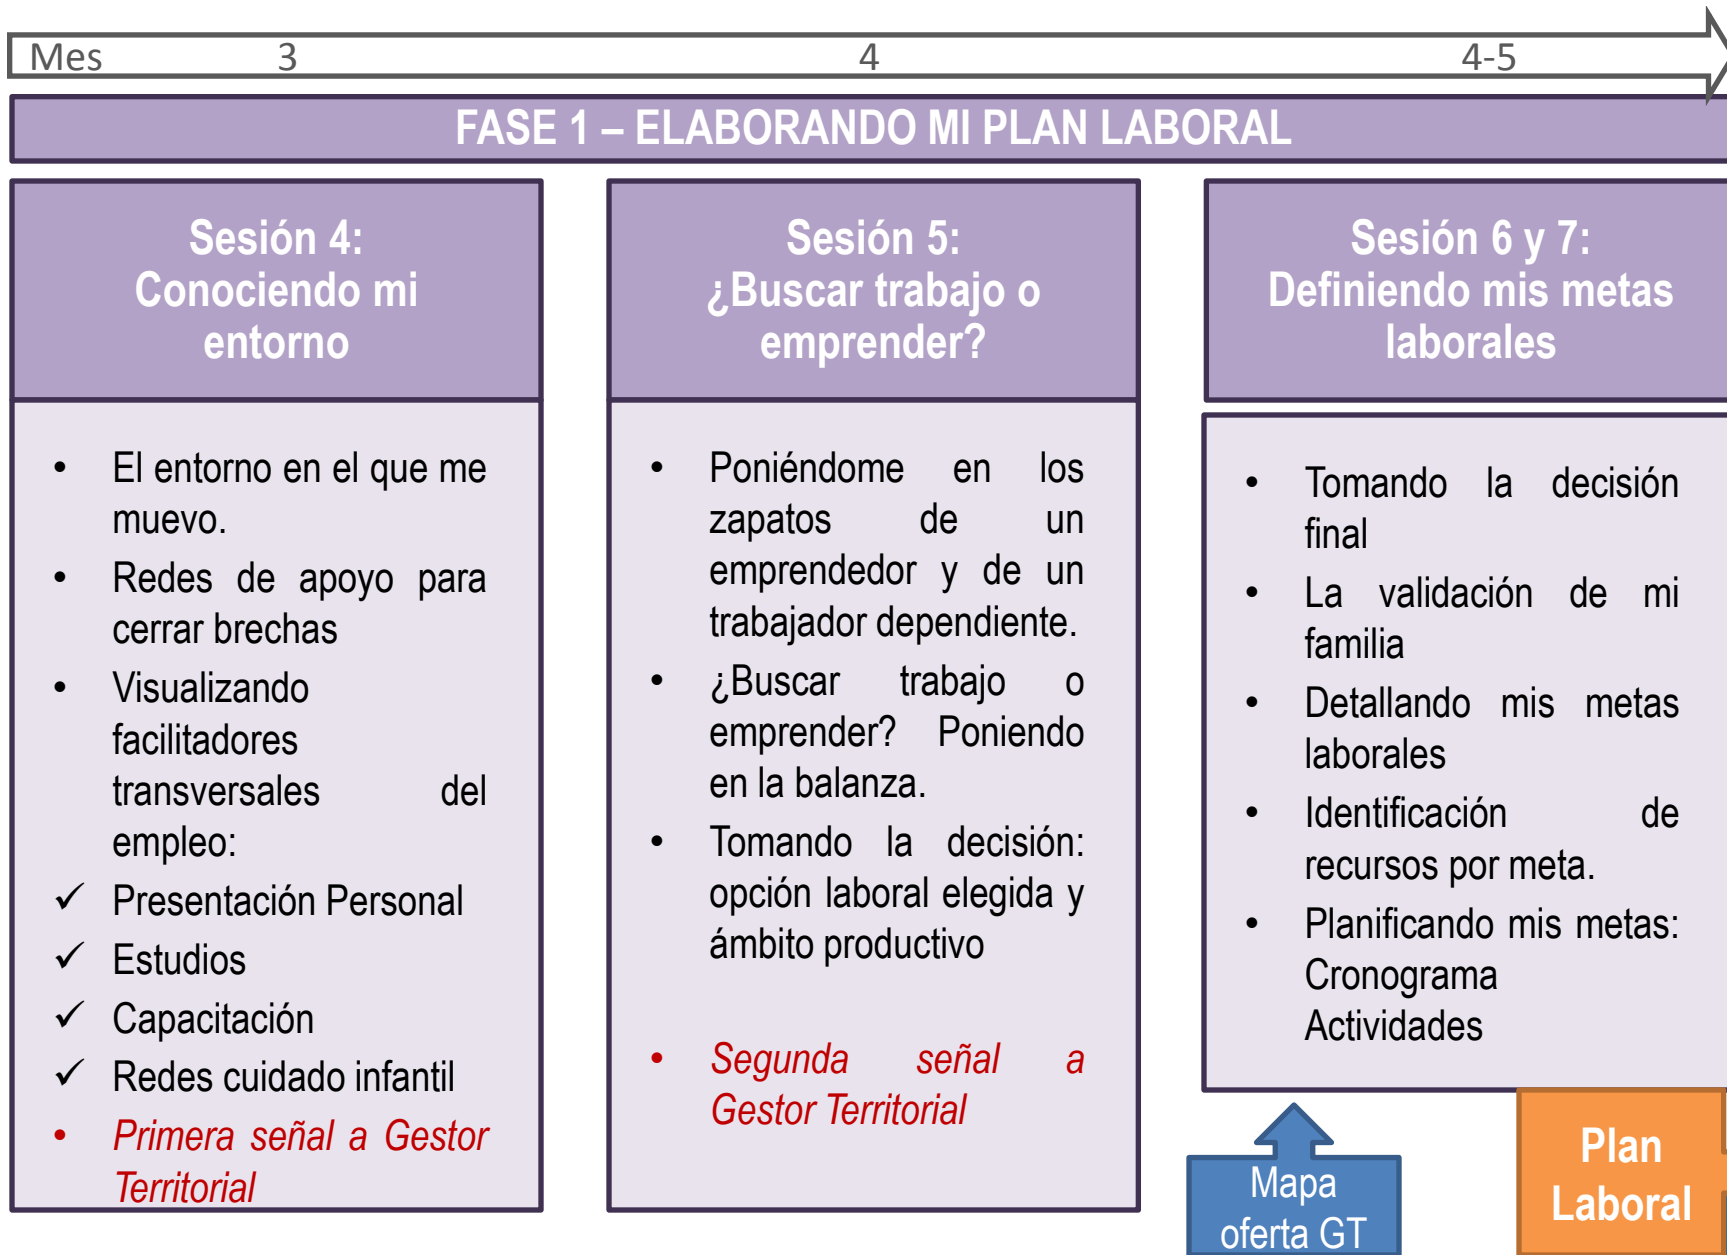 Mes 3 4 4-5
FASE 1 – ELABORANDO MI PLAN LABORAL
Sesión 4:
Conociendo mi
entorno
• El entorno en el que me
muevo.
• Redes de apoyo para
cerrar brechas
• Visualizando
facilitadores
transversales del
empleo:
✓ Presentación Personal
✓ Estudios
✓ Capacitación
✓ Redes cuidado infantil
• Primera señal a Gestor
Territorial
Sesión 5:
¿Buscar trabajo o
emprender?
• Poniéndome en los
zapatos de un
emprendedor y de un
trabajador dependiente.
• ¿Buscar trabajo o
emprender? Poniendo
en la balanza.
• Tomando la decisión:
opción laboral elegida y
ámbito productivo
• Segunda señal a
Gestor Territorial
Sesión 6 y 7:
Definiendo mis metas
laborales
• Tomando la decisión
final
• La validación de mi
familia
• Detallando mis metas
laborales
• Identificación de
recursos por meta.
• Planificando mis metas:
Cronograma
Actividades
Mapa
oferta GT
Plan
Laboral